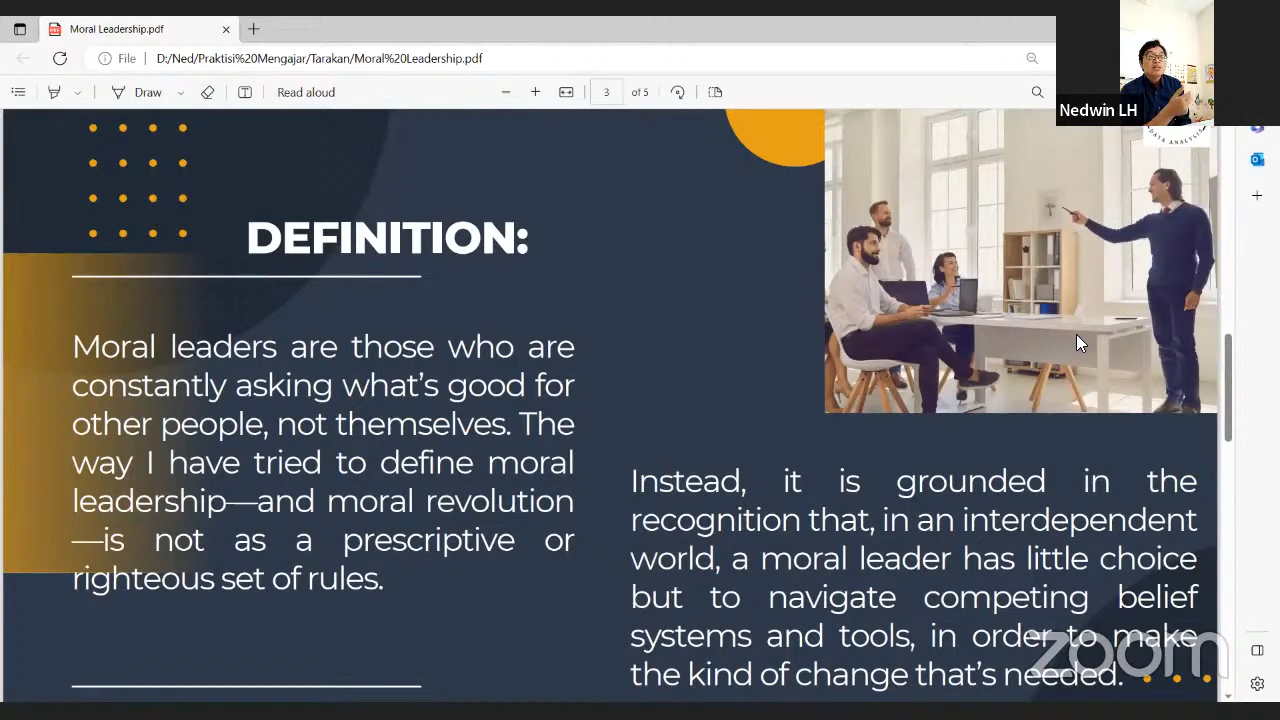 Moral Leadership.pdf
File
D:/Ned/Praktisi%20Mengajar/Tarakan/Moral%20Leadership.pdf
Draw
Read aloud
3
of 5
Nedwin LH
DATA ANALYSIS
DEFINITION:
Moral leaders are those who are
constantly asking what's good for
other people, not themselves. The
way I have tried to define moral
leadership—and moral revolution
—is not as a prescriptive or
righteous set of rules.
Instead, it is grounded in the
recognition that, in an interdependent
world, a moral leader has little choice
but to navigate competing belief
systems and tools, in order to make
the kind of change that's needed.
zoom